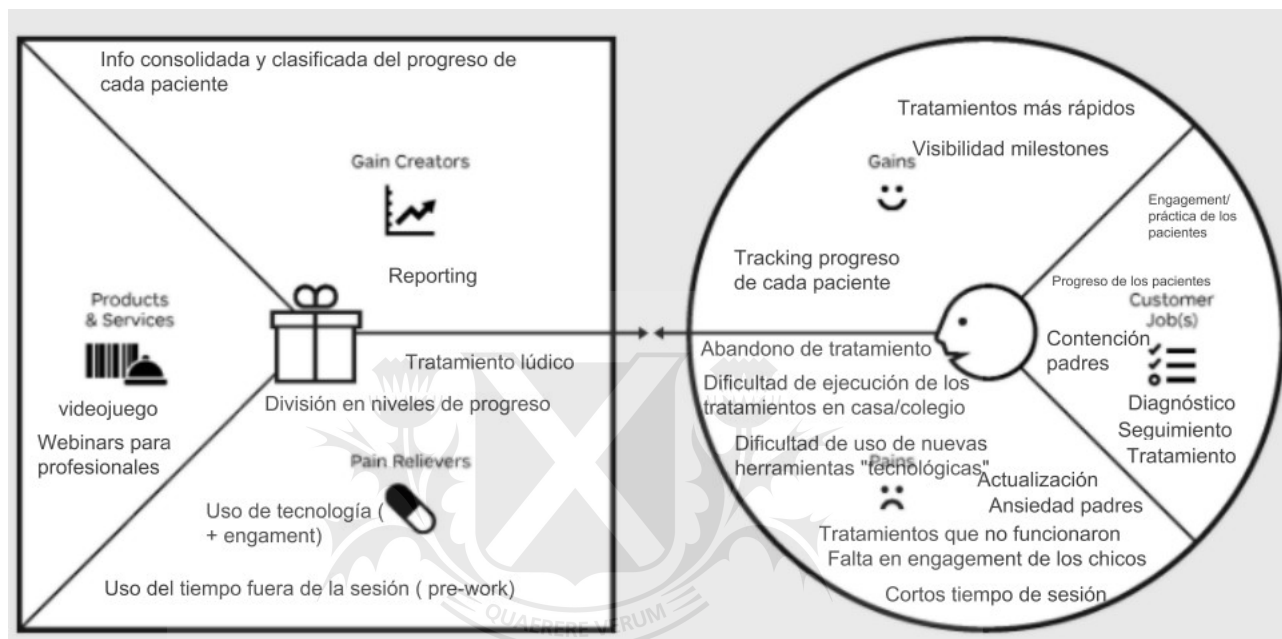 Info consolidada y clasificada del progreso de
cada paciente
Gain Creators
Reporting
Products
& Services
videojuego
Webinars para
profesionales
Tratamiento lúdico
División en niveles de progreso
Pain Relievers
Uso de tecnología (
+ engament)
Uso del tiempo fuera de la sesión ( pre-work)
Tratamientos más rápidos
Visibilidad milestones
Gains
Tracking progreso
de cada paciente
Engagement/
práctica de los
pacientes
Progreso de los pacientes
Customer
Job(s)
Contención
padres
Diagnóstico
Seguimiento
Tratamiento
Abandono de tratamiento
Dificultad de ejecución de los
tratamientos en casa/colegio
Dificultad de uso de nuevas
herramientas "tecnológicas"
Pains
Actualización
Ansiedad padres
Tratamientos que no funcionaron
Falta en engagement de los chicos
Cortos tiempo de sesión
QUAERERE VERUM